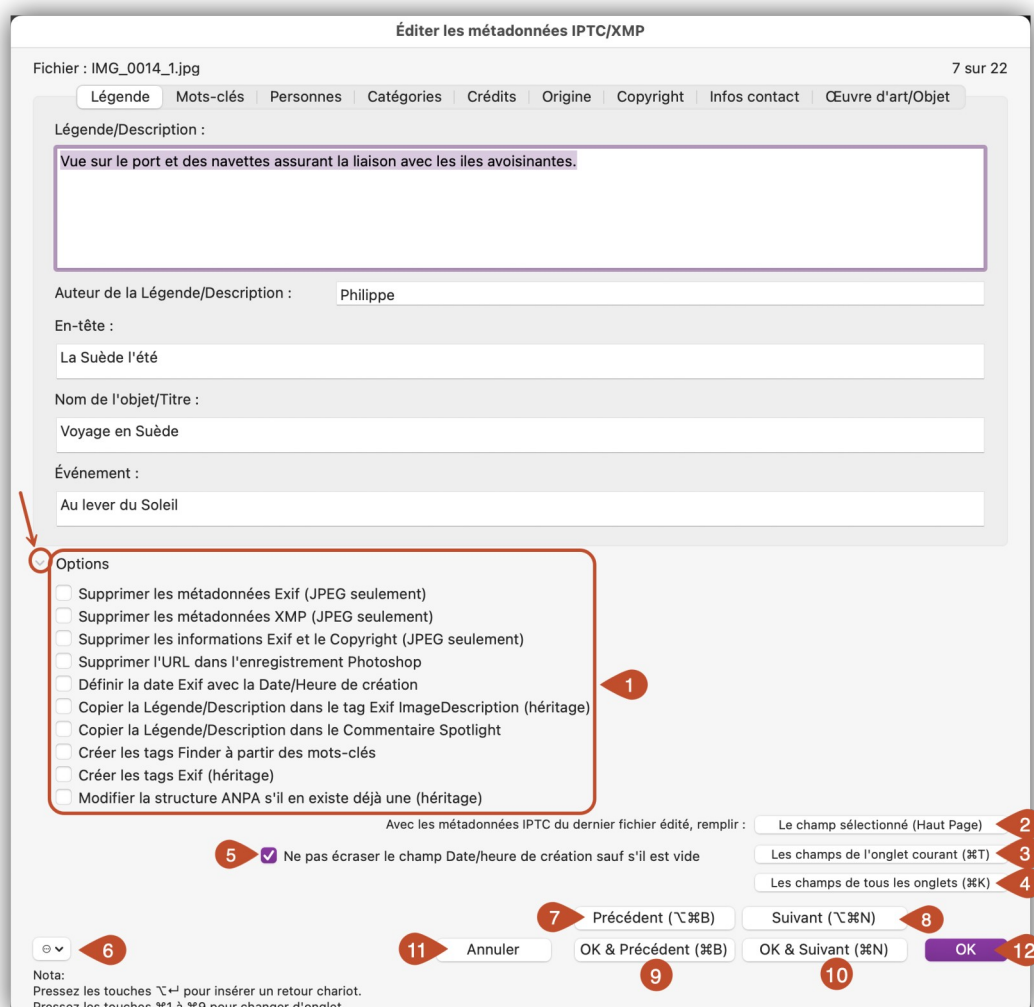 Éditer les métadonnées IPTC/XMP
Fichier : IMG_0014_1.jpg 7 sur 22
Légende Mots-clés Personnes Catégories Crédits Origine Copyright Infos contact Œuvre d'art/Objet
Légende/Description :
Vue sur le port et des navettes assurant la liaison avec les iles avoisinantes.
Auteur de la Légende/Description : Philippe
En-tête :
La Suède l'été
Nom de l'objet/Titre :
Voyage en Suède
Événement :
Au lever du Soleil
Options
Supprimer les métadonnées Exif (JPEG seulement)
Supprimer les métadonnées XMP (JPEG seulement)
Supprimer les informations Exif et le Copyright (JPEG seulement)
Supprimer l'URL dans l'enregistrement Photoshop
Définir la date Exif avec la Date/Heure de création 1
Copier la Légende/Description dans le tag Exif ImageDescription (héritage)
Copier la Légende/Description dans le Commentaire Spotlight
Créer les tags Finder à partir des mots-clés
Créer les tags Exif (héritage)
Modifier la structure ANPA s'il en existe déjà une (héritage)
Avec les métadonnées IPTC du dernier fichier édité, remplir : Le champ sélectionné (Haut Page) 2
5 Ne pas écraser le champ Date/heure de création sauf s'il est vide Les champs de l'onglet courant (⌘T) 3
Les champs de tous les onglets (⌘K) 4
7 Précédent (⌥⌘B) Suivant (⌥⌘N) 8
6 11 Annuler OK & Précédent (⌘B) OK & Suivant (⌘N) OK 12
9 10
Nota:
Pressez les touches ⌥↩ pour insérer un retour chariot.
Pressez les touches ⌘1 à ⌘9 pour changer d'onglet.